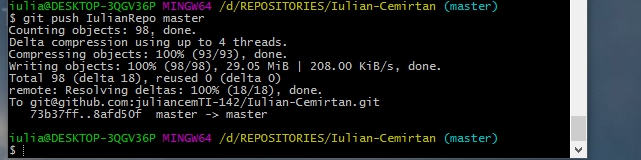 iulia@DESKTOP-3QGV36P MINGW64 /d/REPOSITORIES/Iulian-Cemirtan (master)
$ git push IulianRepo master
Counting objects: 98, done.
Delta compression using up to 4 threads.
Compressing objects: 100% (93/93), done.
Writing objects: 100% (98/98), 29.05 MiB | 208.00 KiB/s, done.
Total 98 (delta 18), reused 0 (delta 0)
remote: Resolving deltas: 100% (18/18), done.
To git@github.com:juliancemTI-142/Iulian-Cemirtan.git
73b37ff..8afd50f master -> master
iulia@DESKTOP-3QGV36P MINGW64 /d/REPOSITORIES/Iulian-Cemirtan (master)
$